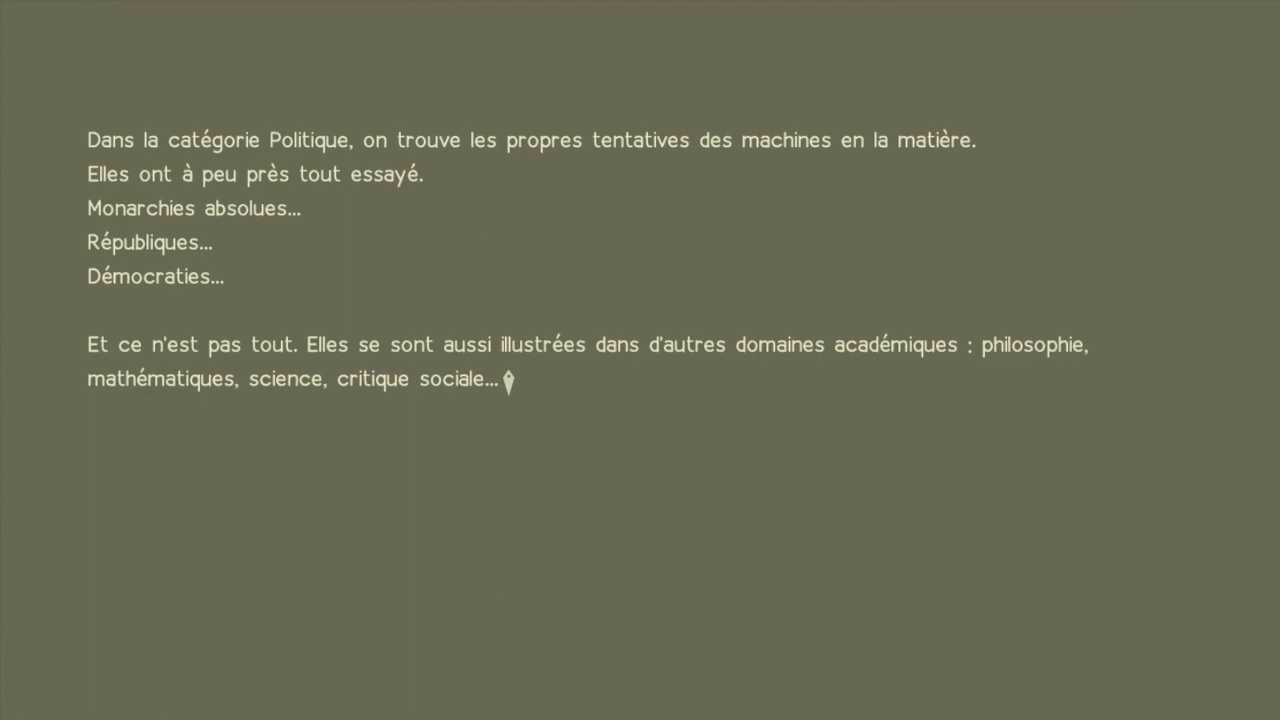 Dans la catégorie Politique, on trouve les propres tentatives des machines en la matière.
Elles ont à peu près tout essayé.
Monarchies absolues...
Républiques...
Démocraties...
Et ce n'est pas tout. Elles se sont aussi illustrées dans d'autres domaines académiques : philosophie,
mathématiques, science, critique sociale...